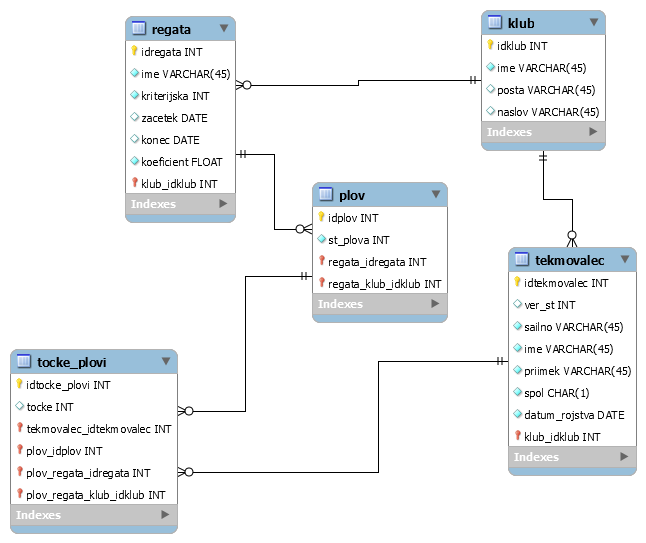 regata
idregata INT
ime VARCHAR(45)
kriterijska INT
zacetek DATE
konec DATE
koeficient FLOAT
klub_idklub INT
Indexes
klub
idklub INT
ime VARCHAR(45)
posta VARCHAR(45)
naslov VARCHAR(45)
Indexes
plov
idplov INT
st_plova INT
regata_idregata INT
regata_klub_idklub INT
Indexes
tekmovalec
idtekmovalec INT
ver_st INT
sailno VARCHAR(45)
ime VARCHAR(45)
priimek VARCHAR(45)
spol CHAR(1)
datum_rojstva DATE
klub_idklub INT
Indexes
tocke_plovi
idtocke_plovi INT
tocke INT
tekmovalec_idtekmovalec INT
plov_idplov INT
plov_regata_idregata INT
plov_regata_klub_idklub INT
Indexes